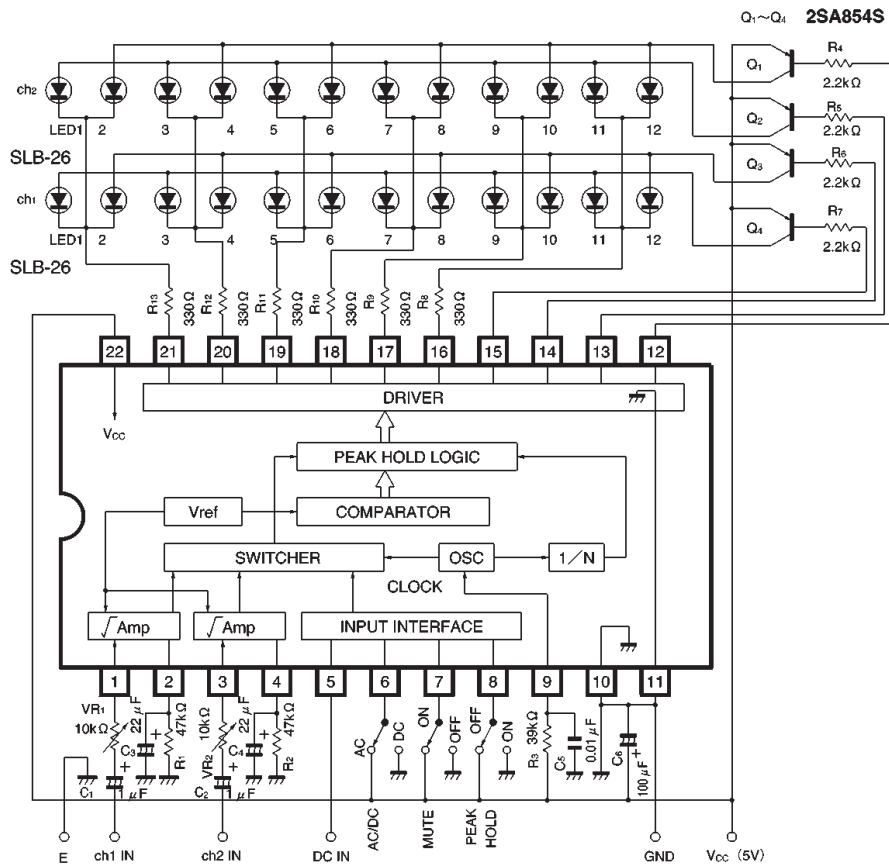 Q1~Q4 2SA854S
R4
Q1
2.2kΩ
ch2
R5
Q2
2.2kΩ
LED1 2 3 4 5 6 7 8 9 10 11 12
SLB-26
R6
Q3
2.2kΩ
ch1
R7
Q4
2.2kΩ
LED1 2 3 4 5 6 7 8 9 10 11 12
SLB-26
R13 330Ω R12 330Ω R11 330Ω R10 330Ω R9 330Ω R8 330Ω
22 21 20 19 18 17 16 15 14 13 12
DRIVER
VCC
PEAK HOLD LOGIC
Vref COMPARATOR
SWITCHER OSC 1/N
CLOCK
√Amp √Amp INPUT INTERFACE
1 2 3 4 5 6 7 8 9 10 11
VR1 10kΩ
C1 + 1μF
22μF + C3
47kΩ R1
10kΩ VR2
C2 + 1μF
22μF + C4
47kΩ R2
AC DC
ON OFF
OFF ON
39kΩ R3
0.01μF C5
C6 + 100μF
AC/DC MUTE PEAK HOLD
E ch1 IN ch2 IN DC IN GND VCC (5V)